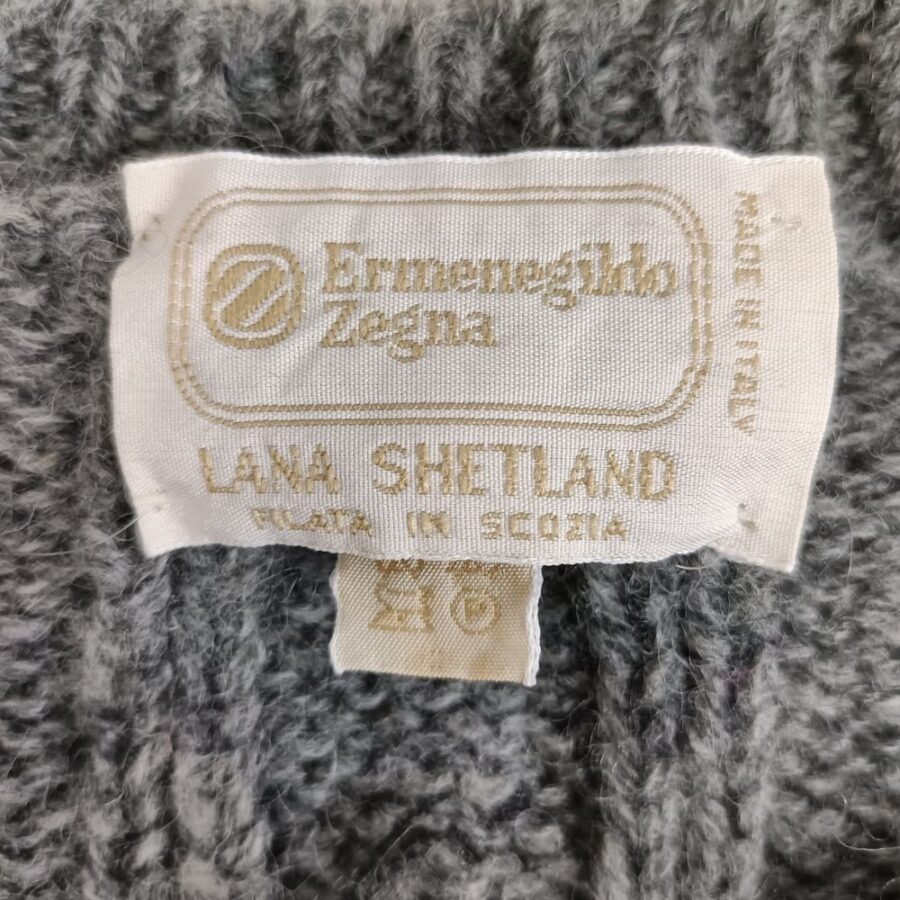 Ermenegildo
Zegna
LANA SHETLAND
FILATA IN SCOZIA
MADE IN ITALY
P